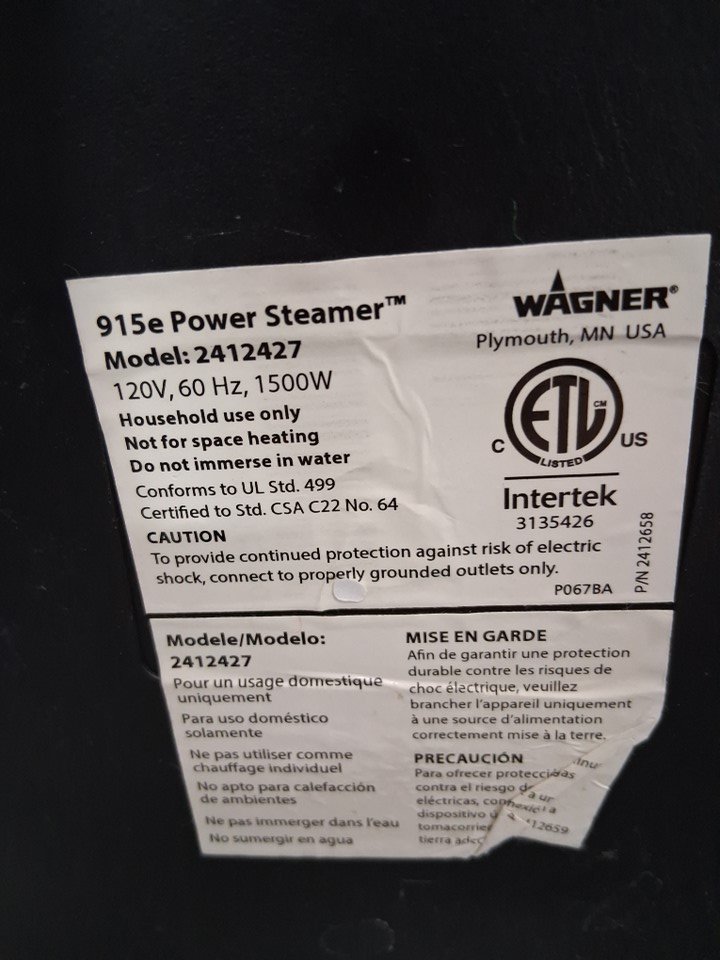 915e Power Steamer™
Model: 2412427
120V, 60 Hz, 1500W
Household use only
Not for space heating
Do not immerse in water
Conforms to UL Std. 499
Certified to Std. CSA C22 No. 64
WAGNER®
Plymouth, MN USA
ETL CM
C US
LISTED
Intertek
3135426
CAUTION
To provide continued protection against risk of electric
shock, connect to properly grounded outlets only.
P067BA
P/N 2412658
Modele/Modelo:
2412427
Pour un usage domestique
uniquement
Para uso doméstico
solamente
Ne pas utiliser comme
chauffage individuel
No apto para calefacción
de ambientes
Ne pas immerger dans l'eau
No sumergir en agua
MISE EN GARDE
Afin de garantir une protection
durable contre les risques de
choc électrique, veuillez
brancher l'appareil uniquement
à une source d'alimentation
correctement mise à la terre.
PRECAUCIÓN
Para ofrecer
contra el riesgo
eléctricas,
dispositivo
tierra
12659